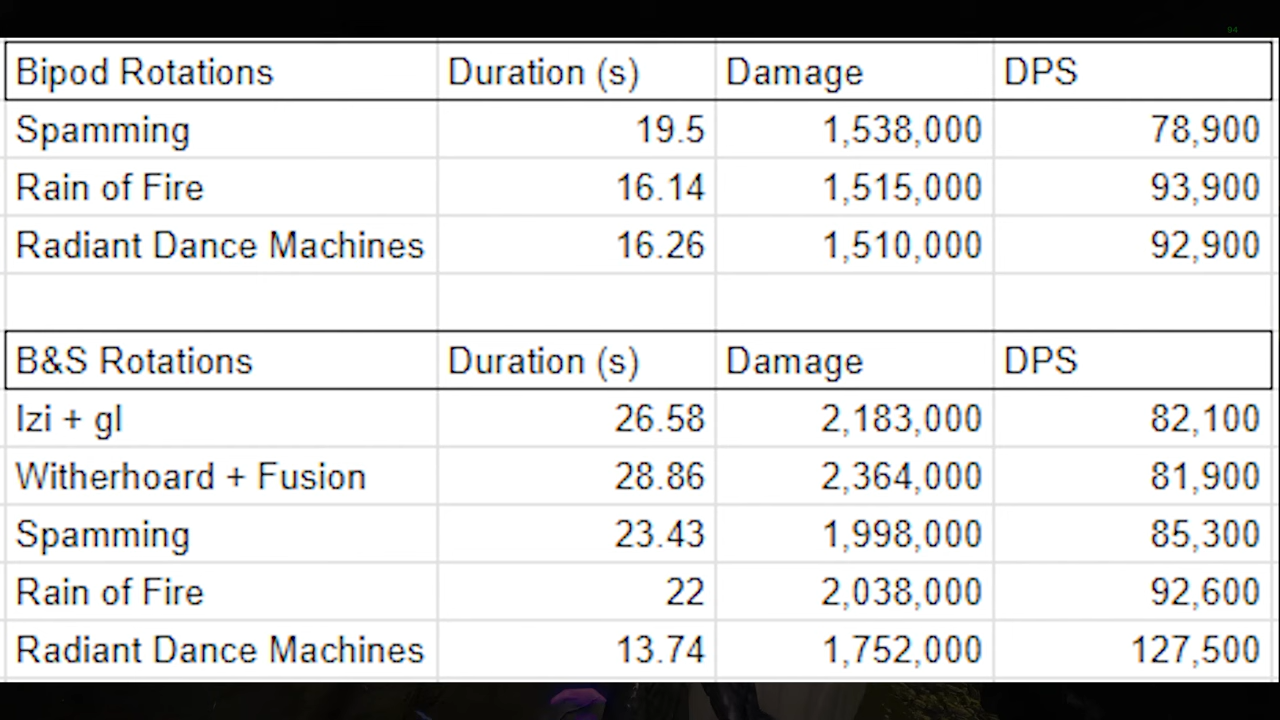 94
Bipod Rotations Duration (s) Damage DPS
Spamming 19.5 1,538,000 78,900
Rain of Fire 16.14 1,515,000 93,900
Radiant Dance Machines 16.26 1,510,000 92,900
B&S Rotations Duration (s) Damage DPS
Izi + gl 26.58 2,183,000 82,100
Witherhoard + Fusion 28.86 2,364,000 81,900
Spamming 23.43 1,998,000 85,300
Rain of Fire 22 2,038,000 92,600
Radiant Dance Machines 13.74 1,752,000 127,500